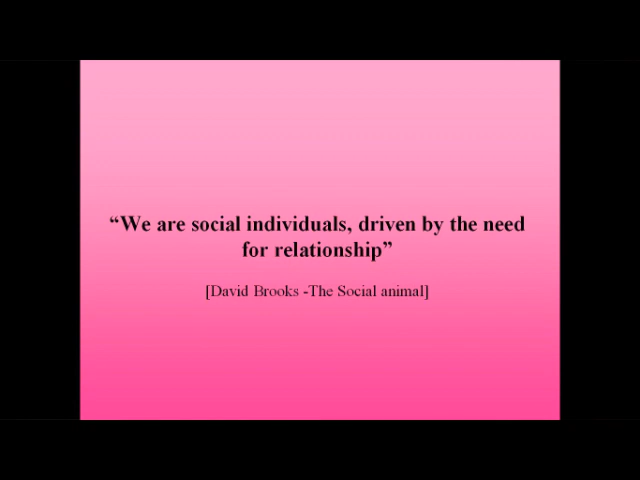 “We are social individuals, driven by the need
for relationship”
[David Brooks -The Social animal]